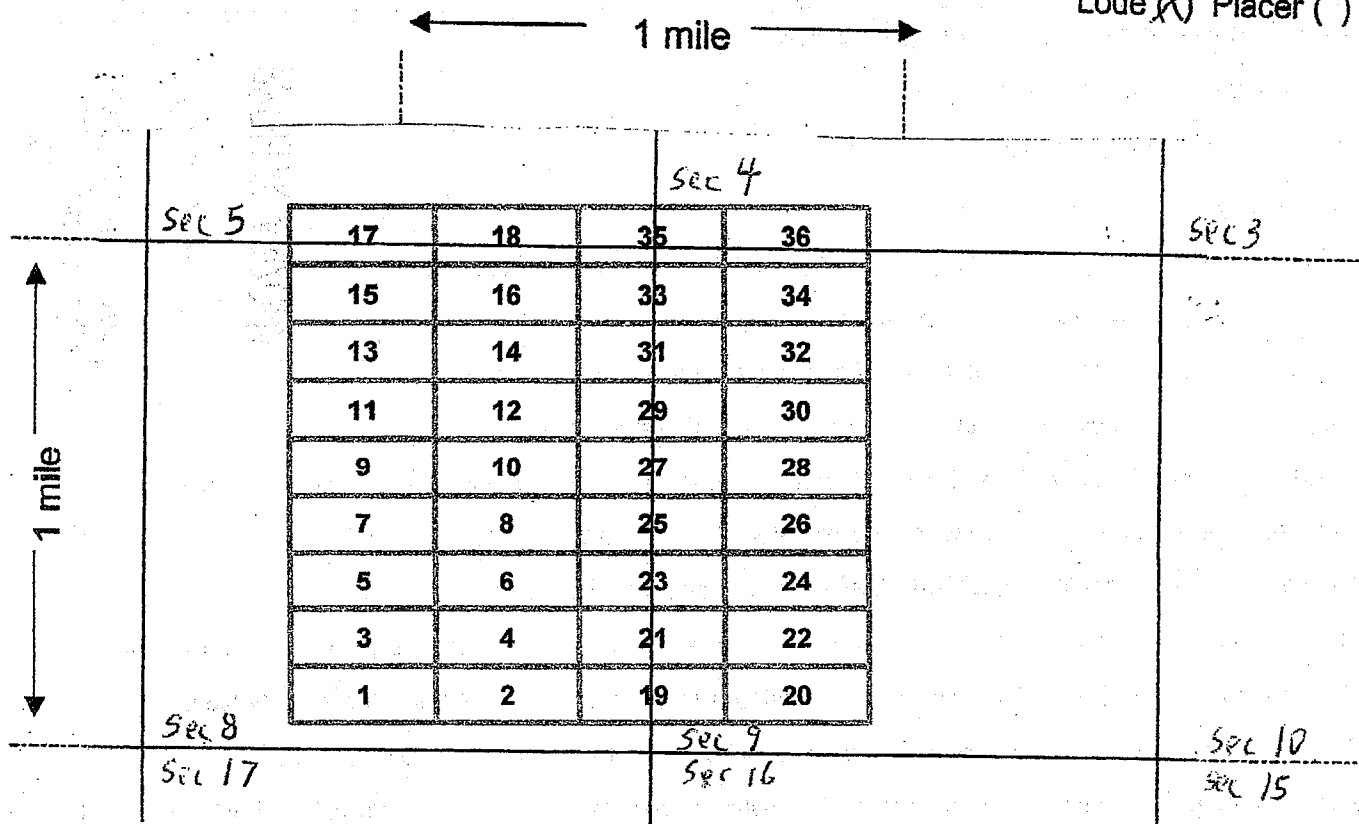 Lode (X) Placer ( )
1 mile
sec 4
sec 5
sec 3
17 18 35 36
15 16 33 34
13 14 31 32
11 12 29 30
9 10 27 28
1 mile
7 8 25 26
5 6 23 24
3 4 21 22
1 2 19 20
sec 8
sec 9
sec 10
sec 17
sec 16
sec 15